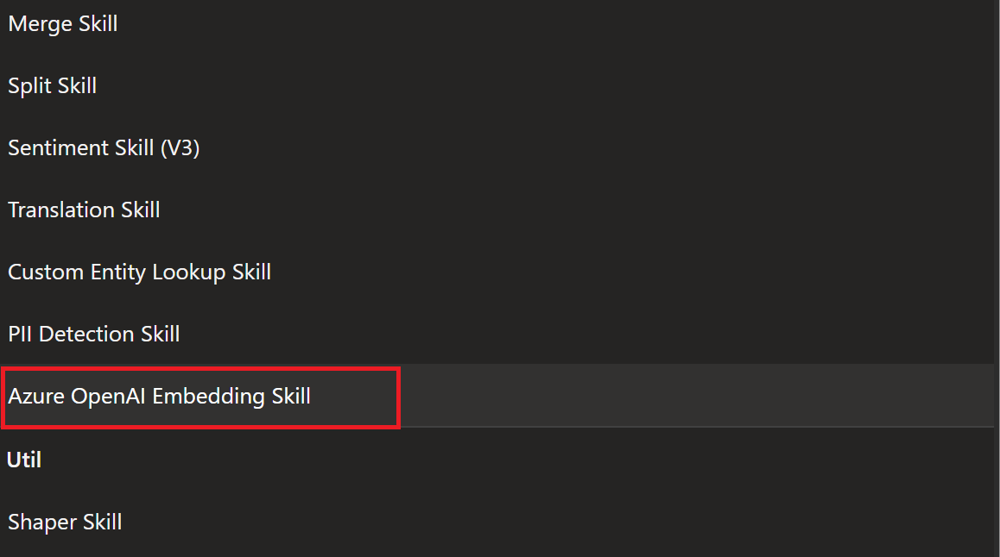 Merge Skill
Split Skill
Sentiment Skill (V3)
Translation Skill
Custom Entity Lookup Skill
PII Detection Skill
Azure OpenAI Embedding Skill
Util
Shaper Skill